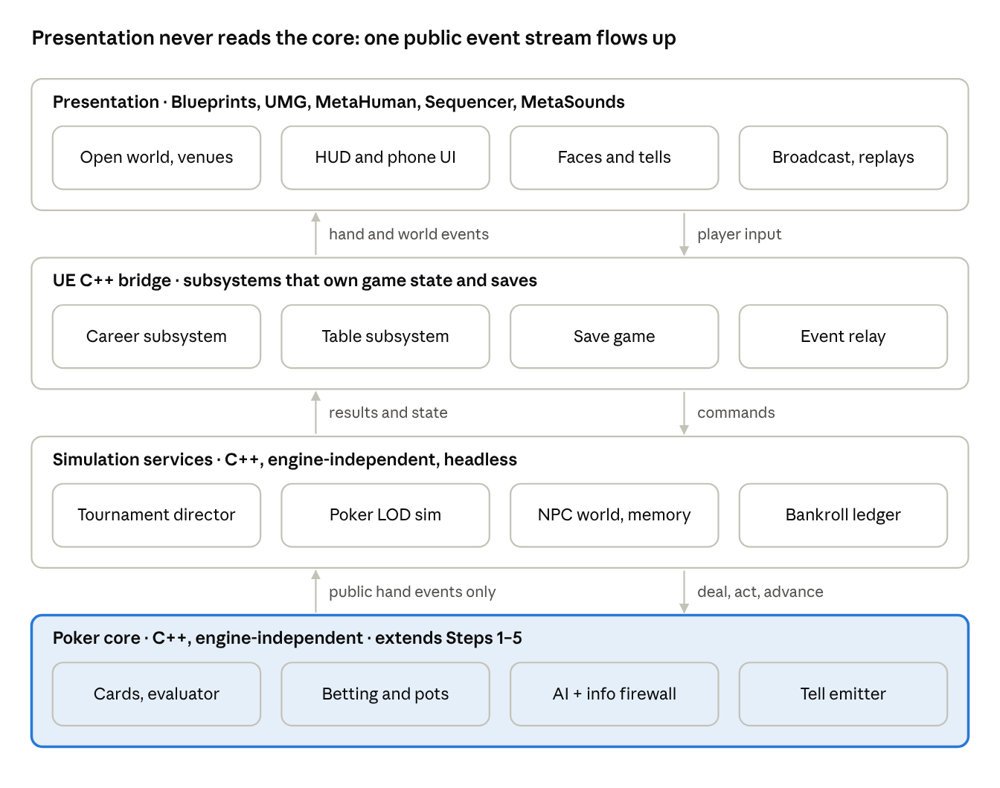 Presentation never reads the core: one public event stream flows up
Presentation · Blueprints, UMG, MetaHuman, Sequencer, MetaSounds
Open world, venues
HUD and phone UI
Faces and tells
Broadcast, replays
hand and world events
player input
UE C++ bridge · subsystems that own game state and saves
Career subsystem
Table subsystem
Save game
Event relay
results and state
commands
Simulation services · C++, engine-independent, headless
Tournament director
Poker LOD sim
NPC world, memory
Bankroll ledger
public hand events only
deal, act, advance
Poker core · C++, engine-independent · extends Steps 1–5
Cards, evaluator
Betting and pots
AI + info firewall
Tell emitter